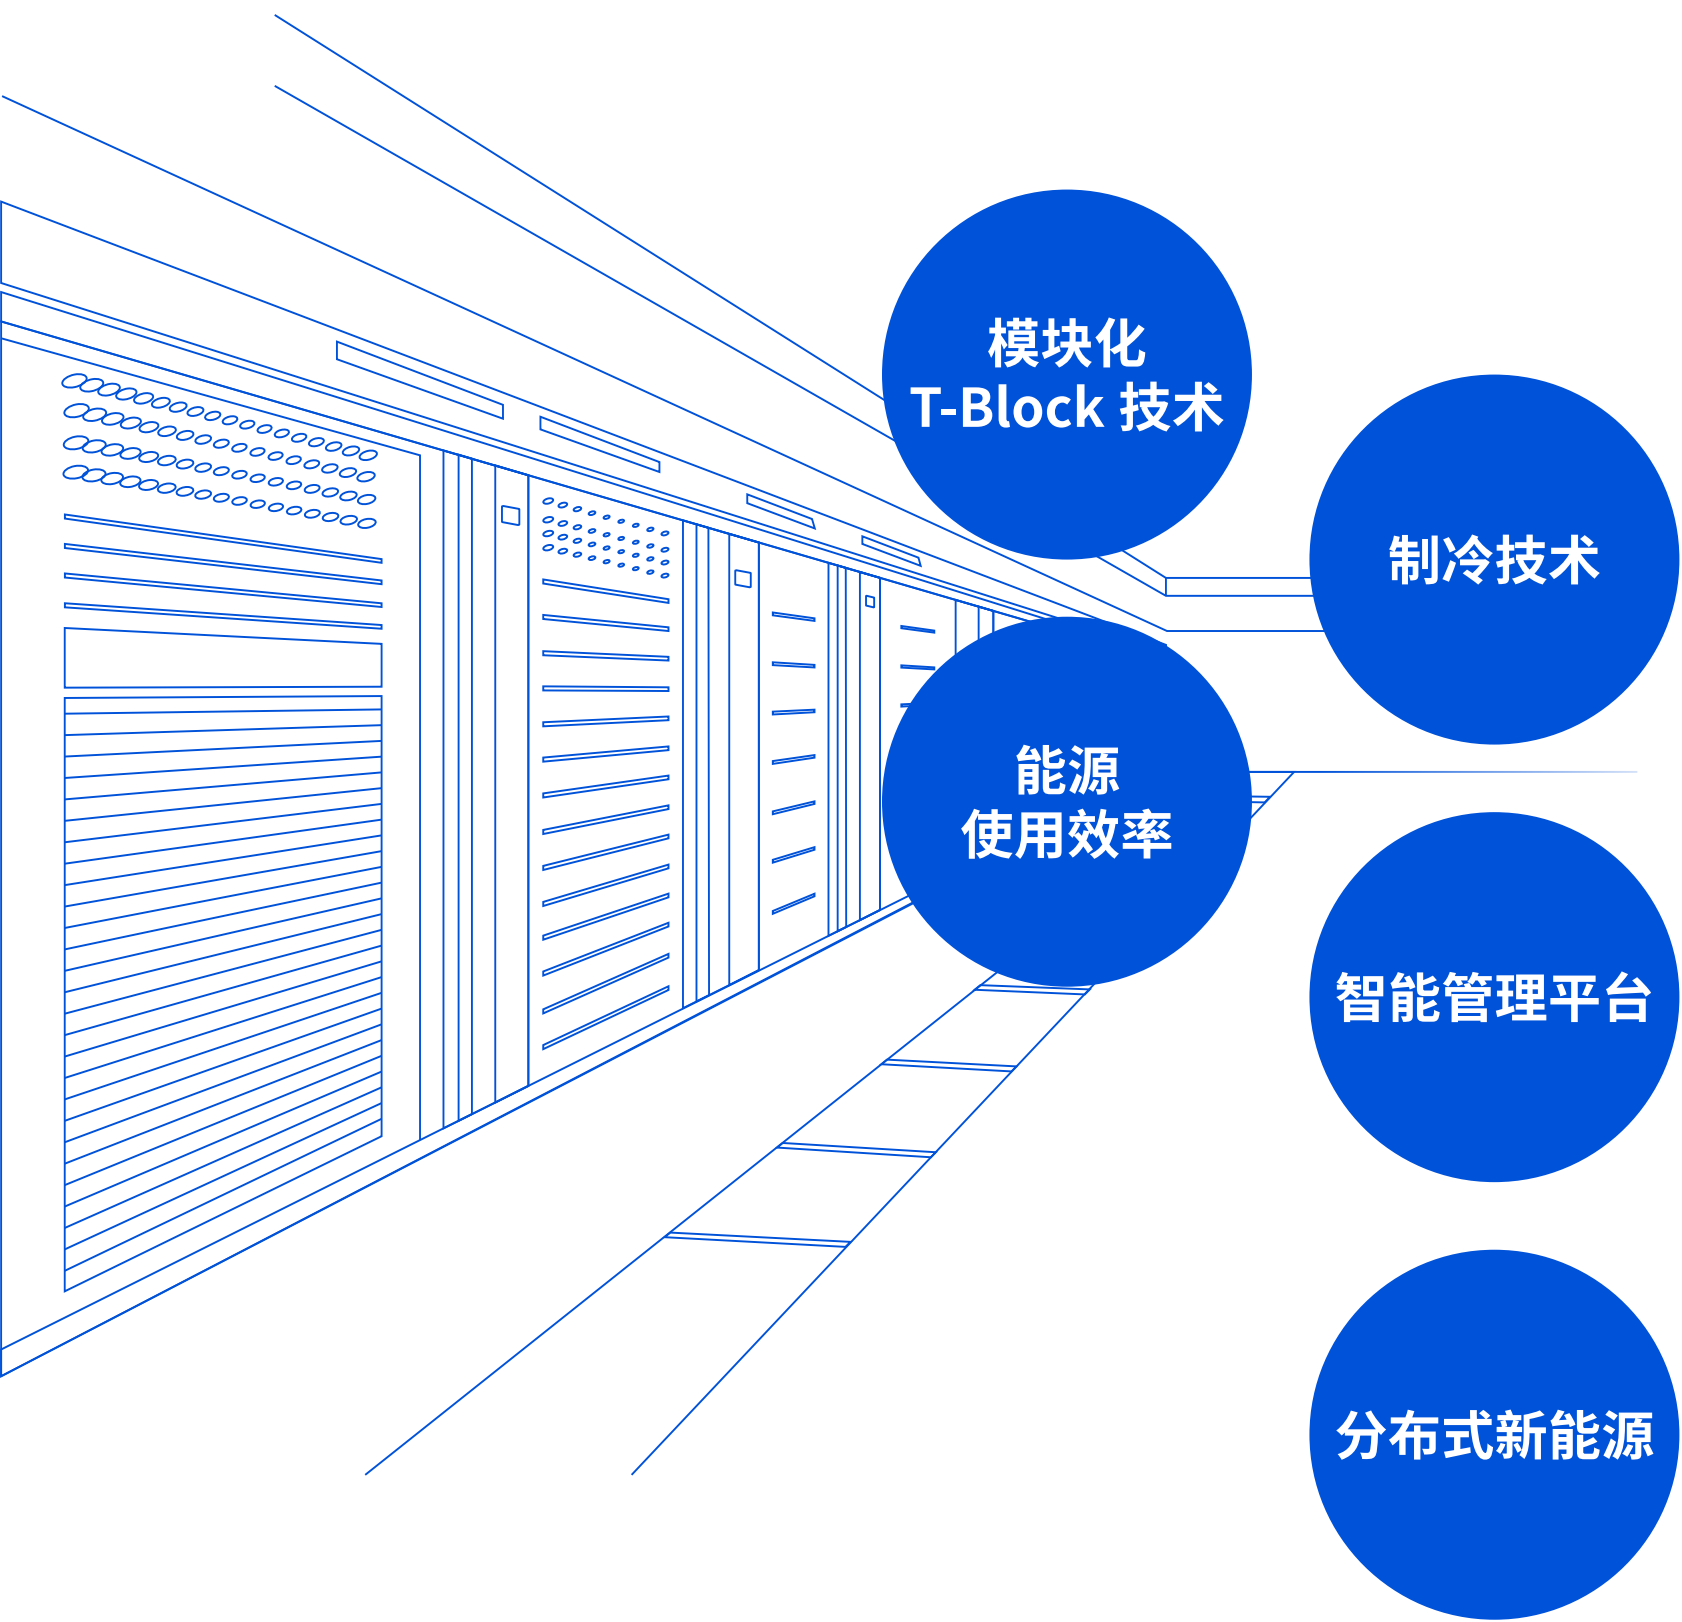 模块化
T-Block 技术
制冷技术
能源
使用效率
智能管理平台
分布式新能源